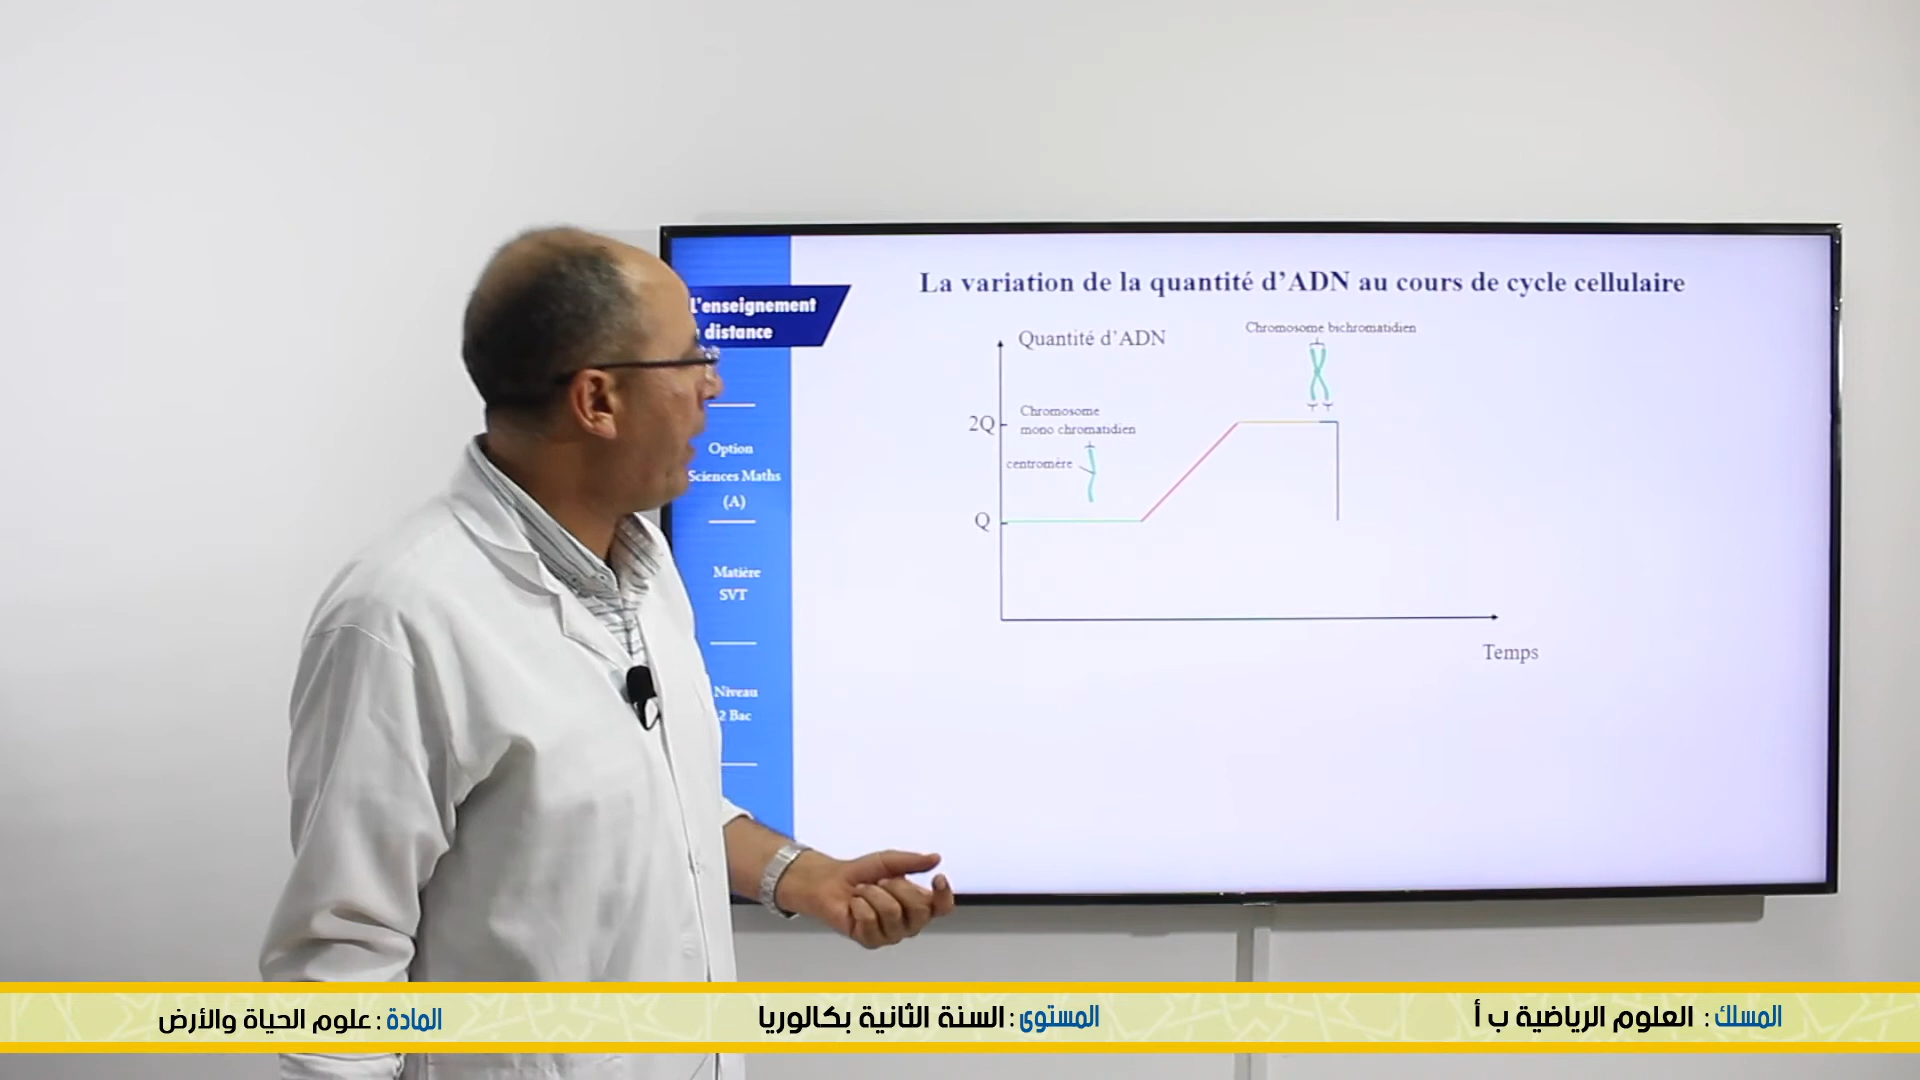 La variation de la quantité d’ADN au cours de cycle cellulaire
L’enseignement
distance
Option
Sciences Maths
(A)
Matière
SVT
Niveau
2 Bac
Quantité d’ADN
Chromosome bichromatidien
2Q
Chromosome
mono chromatidien
centromère
Q
Temps
المسلك : العلوم الرياضية ب أ
المستوى : السنة الثانية بكالوريا
المادة : علوم الحياة والأرض